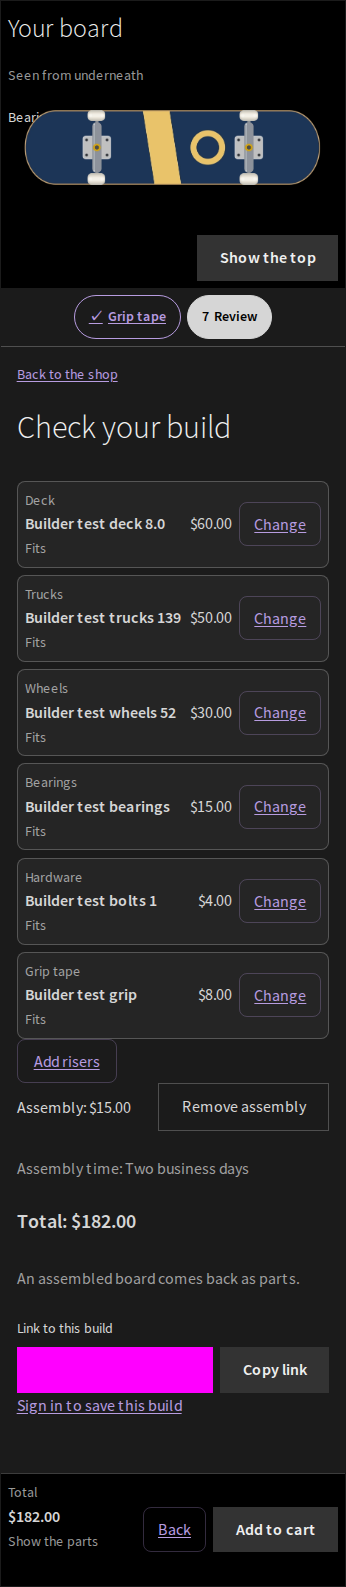 Your board
Seen from underneath
Show the top
✓ Grip tape
7 Review
Back to the shop
Check your build
Deck
Builder test deck 8.0
$60.00
Change
Fits
Trucks
Builder test trucks 139
$50.00
Change
Fits
Wheels
Builder test wheels 52
$30.00
Change
Fits
Bearings
Builder test bearings
$15.00
Change
Fits
Hardware
Builder test bolts 1
$4.00
Change
Fits
Grip tape
Builder test grip
$8.00
Change
Fits
Add risers
Assembly: $15.00
Remove assembly
Assembly time: Two business days
Total: $182.00
An assembled board comes back as parts.
Link to this build
Copy link
Sign in to save this build
Total
$182.00
Show the parts
Back
Add to cart